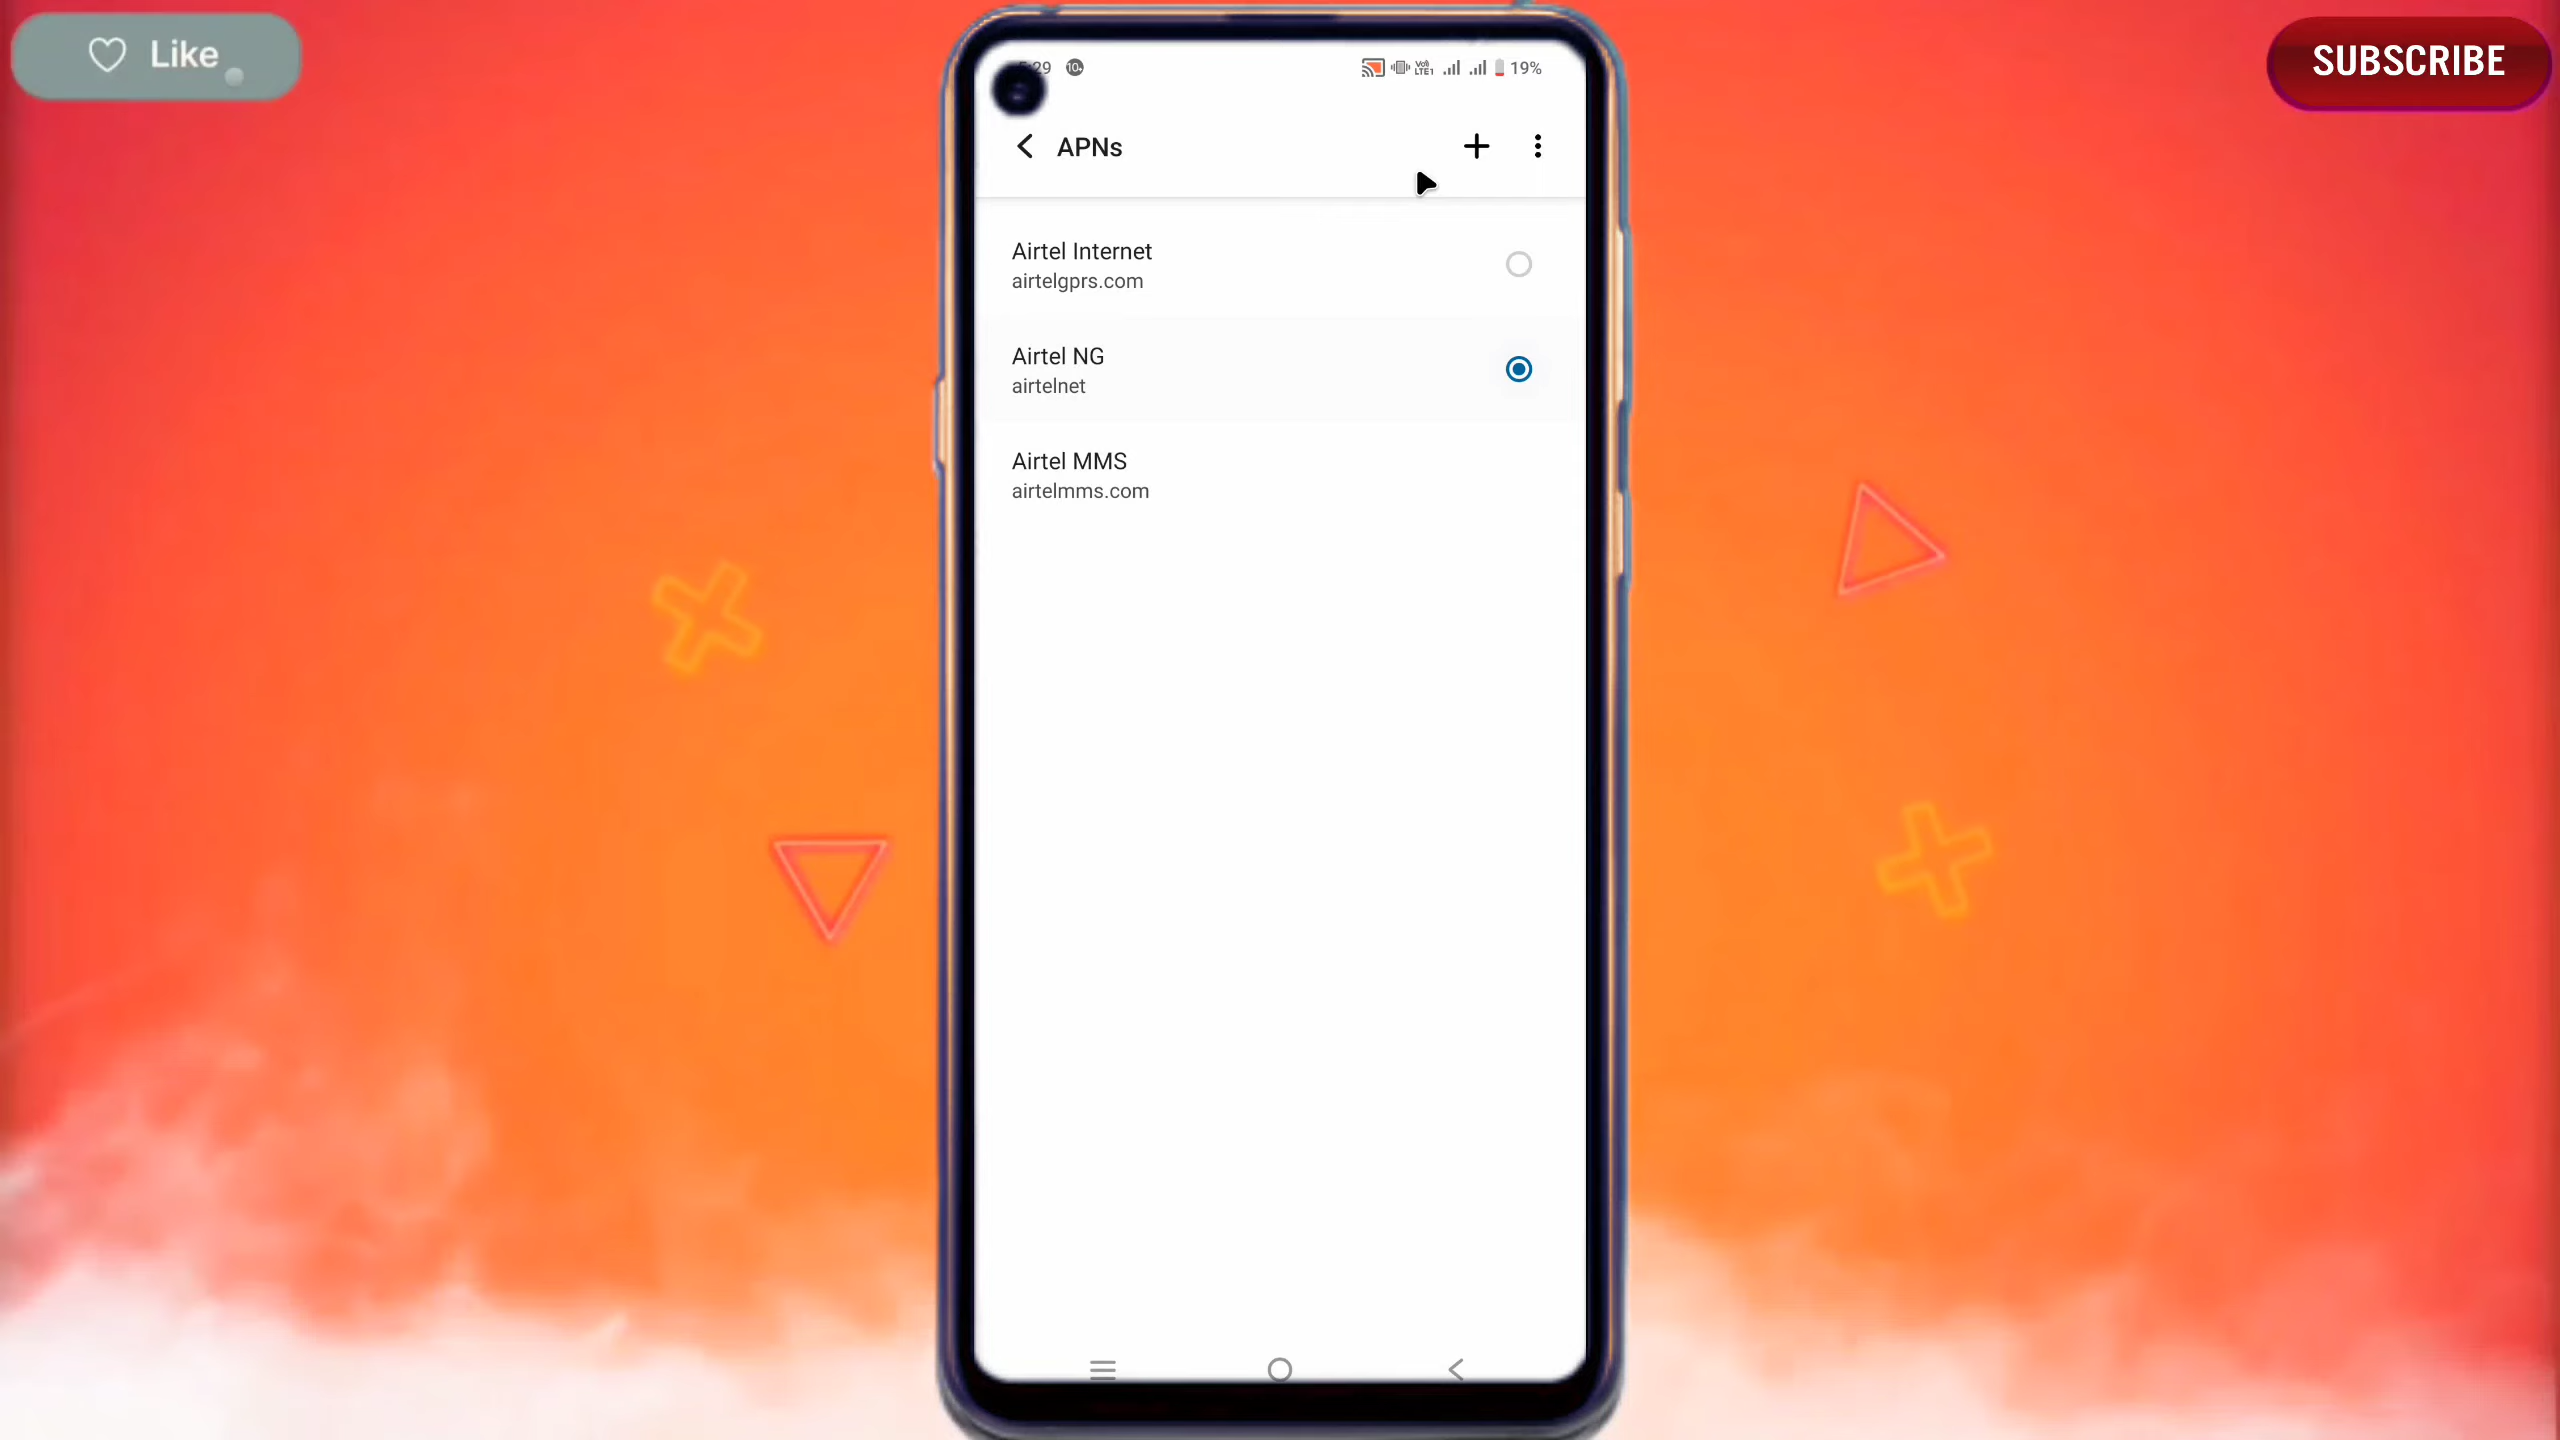 Like
SUBSCRIBE
19%
APNs
Airtel Internet
airtelgprs.com
Airtel NG
airtelnet
Airtel MMS
airtelmms.com